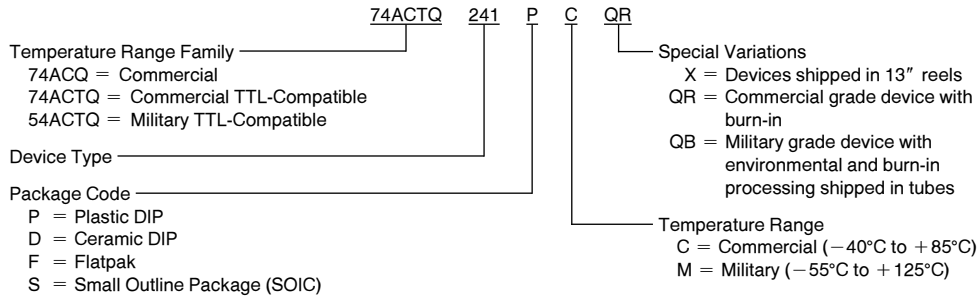 74ACTQ 241 P C QR
Temperature Range Family
74ACQ = Commercial
74ACTQ = Commercial TTL-Compatible
54ACTQ = Military TTL-Compatible
Device Type
Package Code
P = Plastic DIP
D = Ceramic DIP
F = Flatpak
S = Small Outline Package (SOIC)
Special Variations
X = Devices shipped in 13″ reels
QR = Commercial grade device with
burn-in
QB = Military grade device with
environmental and burn-in
processing shipped in tubes
Temperature Range
C = Commercial (−40°C to +85°C)
M = Military (−55°C to +125°C)